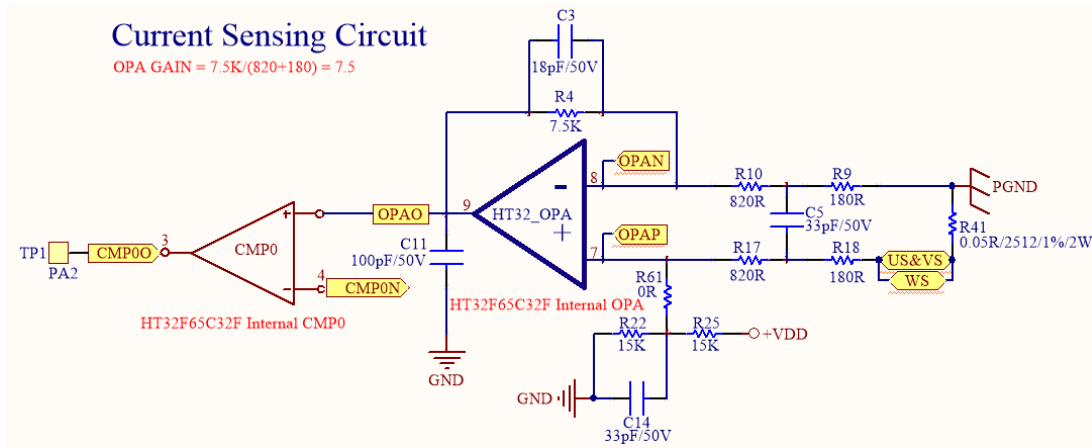 Current Sensing Circuit
OPA GAIN = 7.5K/(820+180) = 7.5
C3
18pF/50V
R4
7.5K
OPAN
8
R10
820R
R9
180R
PGND
C5
33pF/50V
R41
0.05R/2512/1%/2W
9
HT32_OPA
-
+
OPAO
OPAP
7
R17
820R
R18
180R
US&VS
WS
TP1
PA2
CMP0O
3
CMP0
+
-
4
CMP0N
C11
100pF/50V
R61
0R
HT32F65C32F Internal CMP0
HT32F65C32F Internal OPA
R22
15K
R25
15K
+VDD
GND
GND
C14
33pF/50V